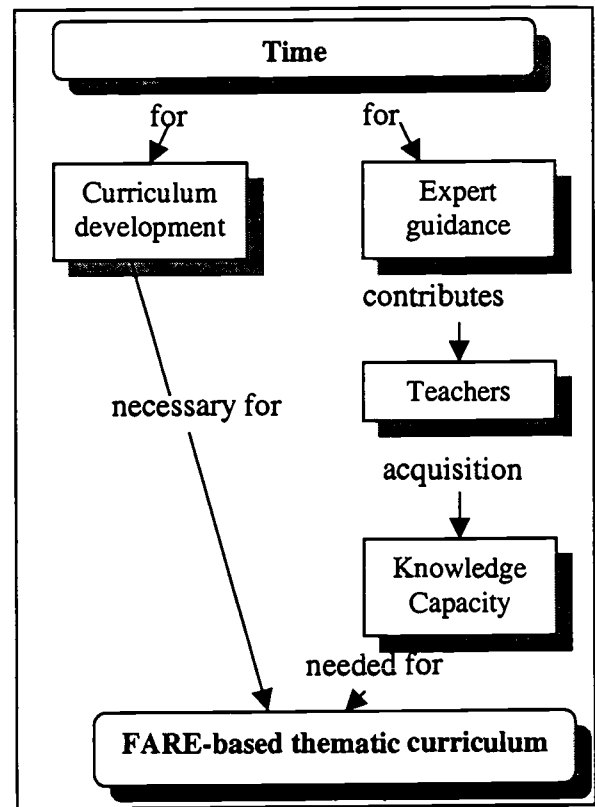 Time
for
for
Curriculum
development
Expert
guidance
contributes
Teachers
necessary for
acquisition
Knowledge
Capacity
needed for
FARE-based thematic curriculum